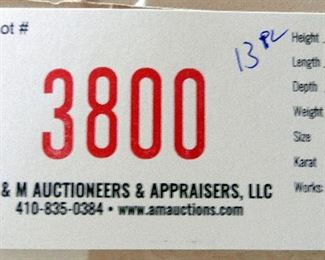 ot #
13 PC
3800
& M AUCTIONEERS & APPRAISERS, LLC
410-835-0384 • www.amauctions.com
Height
Length
Depth
Weight
Size
Karat
Works: